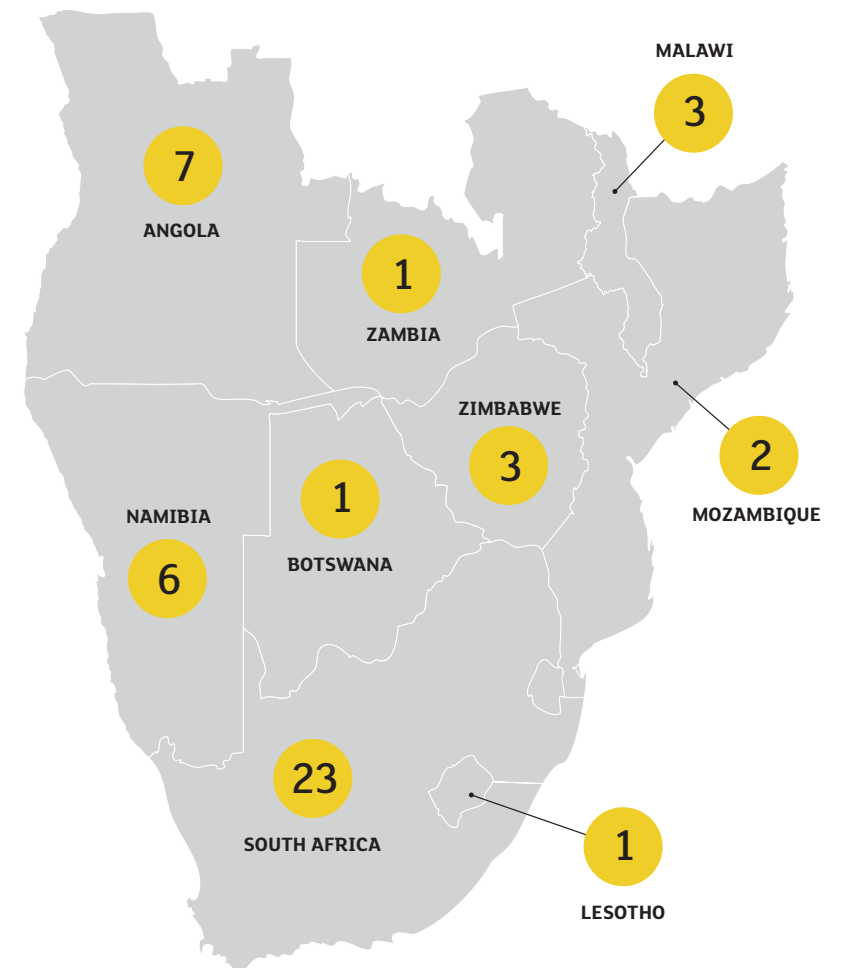 MALAWI
3
7
ANGOLA
1
ZAMBIA
ZIMBABWE
3
2
MOZAMBIQUE
1
BOTSWANA
NAMIBIA
6
23
SOUTH AFRICA
1
LESOTHO